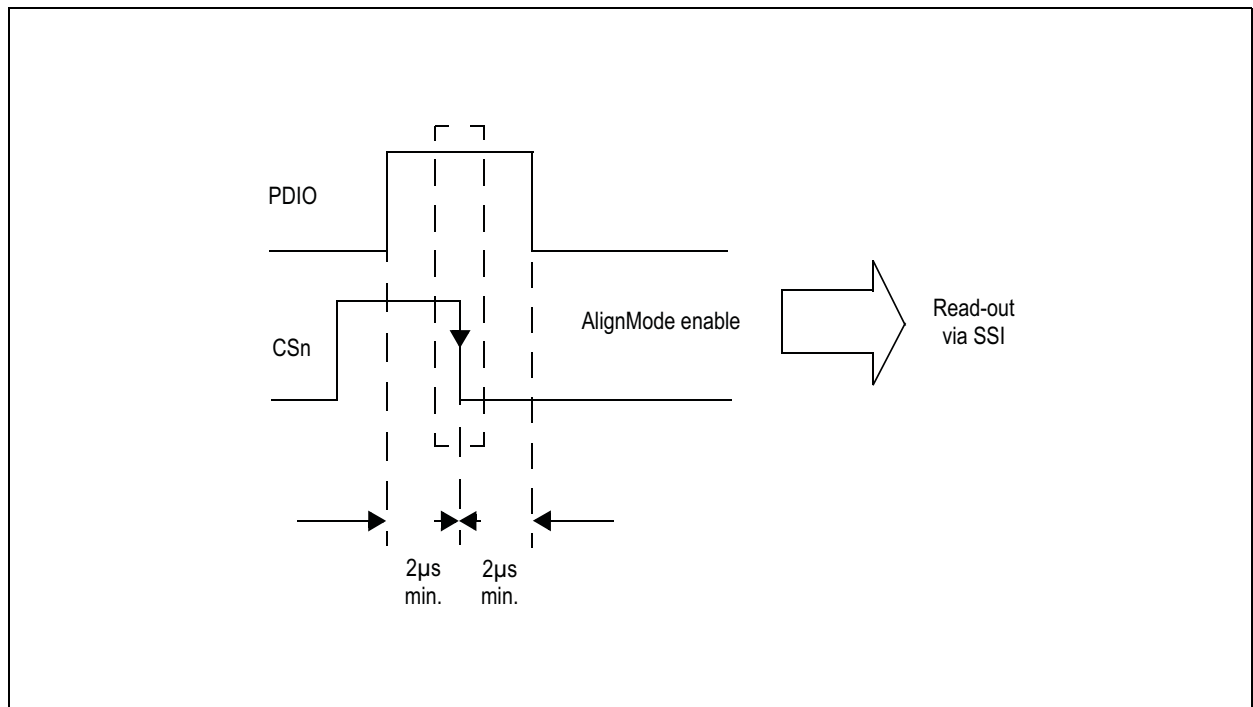 PDIO
CSn
AlignMode enable
Read-out
via SSI
2µs
min.
2µs
min.